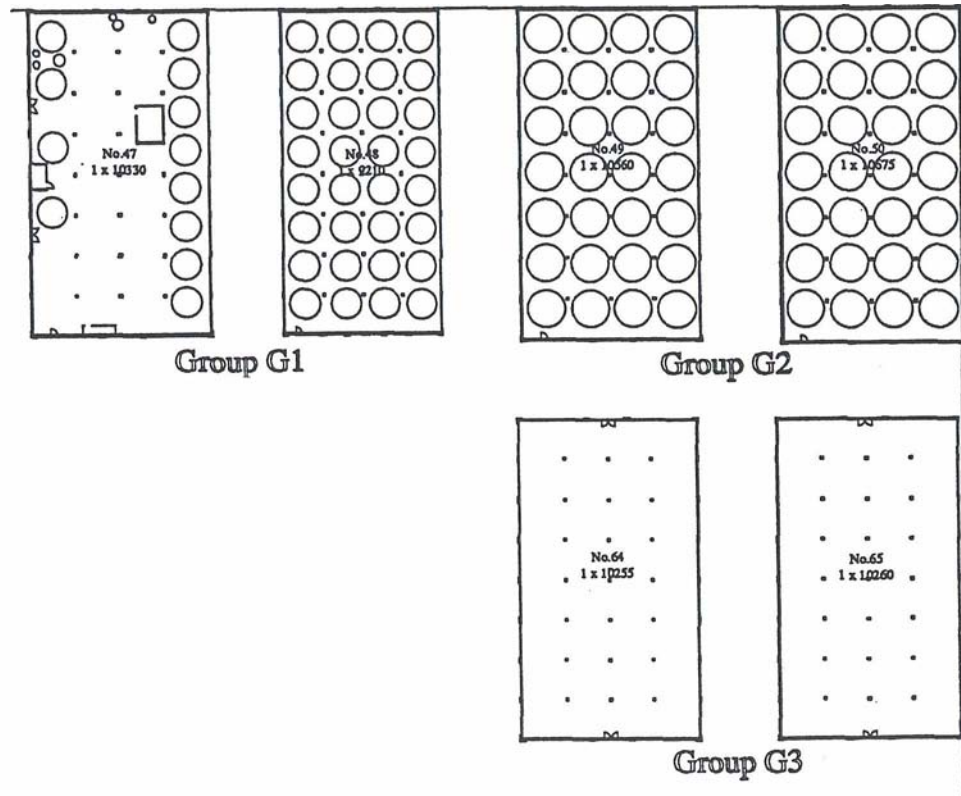 No.47
1 x 10330
No.48
1 x 9210
No.49
1 x 10560
No.50
1 x 10675
Group G1
Group G2
No.64
1 x 10255
No.65
1 x 10260
Group G3